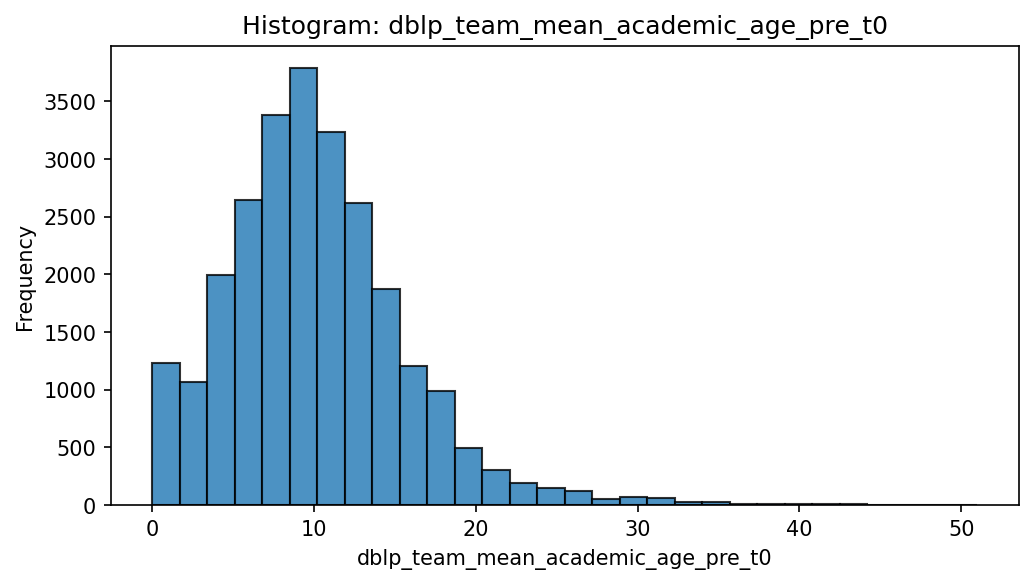 Histogram: dblp_team_mean_academic_age_pre_t0
3500
3000
2500
2000
1500
1000
500
0
Frequency
0 10 20 30 40 50
dblp_team_mean_academic_age_pre_t0